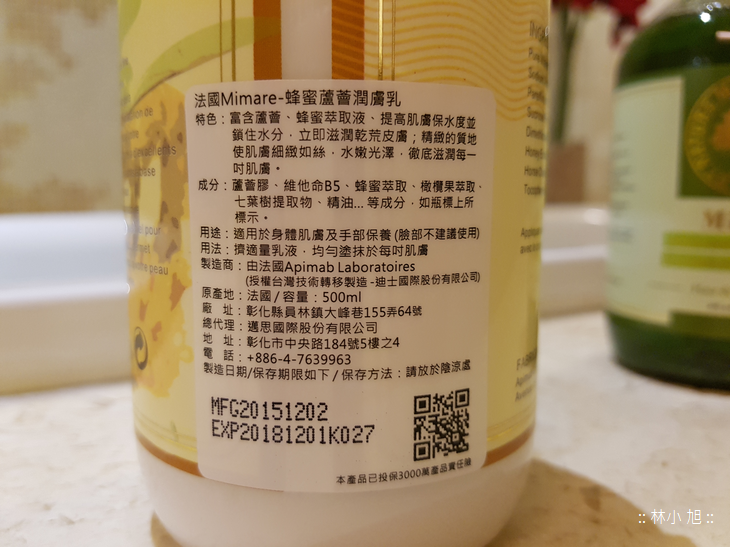 法國Mimare-蜂蜜蘆薈潤膚乳
特色：富含蘆薈、蜂蜜萃取液、提高肌膚保水度並
鎖住水分，立即滋潤乾荒皮膚；精緻的質地
使肌膚細緻如絲，水嫩光澤，徹底滋潤每一
吋肌膚。
成分：蘆薈膠、維他命B5、蜂蜜萃取、橄欖果萃取、
七葉樹提取物、精油...等成分，如瓶標上所
標示。
用途：適用於身體肌膚及手部保養(臉部不建議使用)
用法：擠適量乳液，均勻塗抹於每吋肌膚
製造商：由法國Apimab Laboratoires
(授權台灣技術轉移製造-迪士國際股份有限公司)
原產地：法國/容量：500ml
廠　址：彰化縣員林鎮大峰巷155弄64號
總代理：邁思國際股份有限公司
地　址：彰化市中央路184號5樓之4
電　話：+886-4-7639963
製造日期/保存期限如下/保存方法：請放於陰涼處
MFG20151202
EXP20181201K027
本產品已投保3000萬產品責任險
:: 林小旭 ::